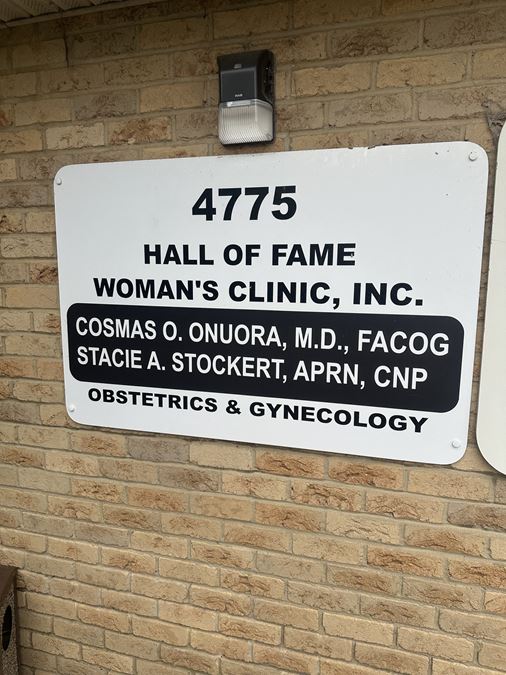 4775
HALL OF FAME
WOMAN'S CLINIC, INC.
COSMAS O. ONUORA, M.D., FACOG
STACIE A. STOCKERT, APRN, CNP
OBSTETRICS & GYNECOLOGY